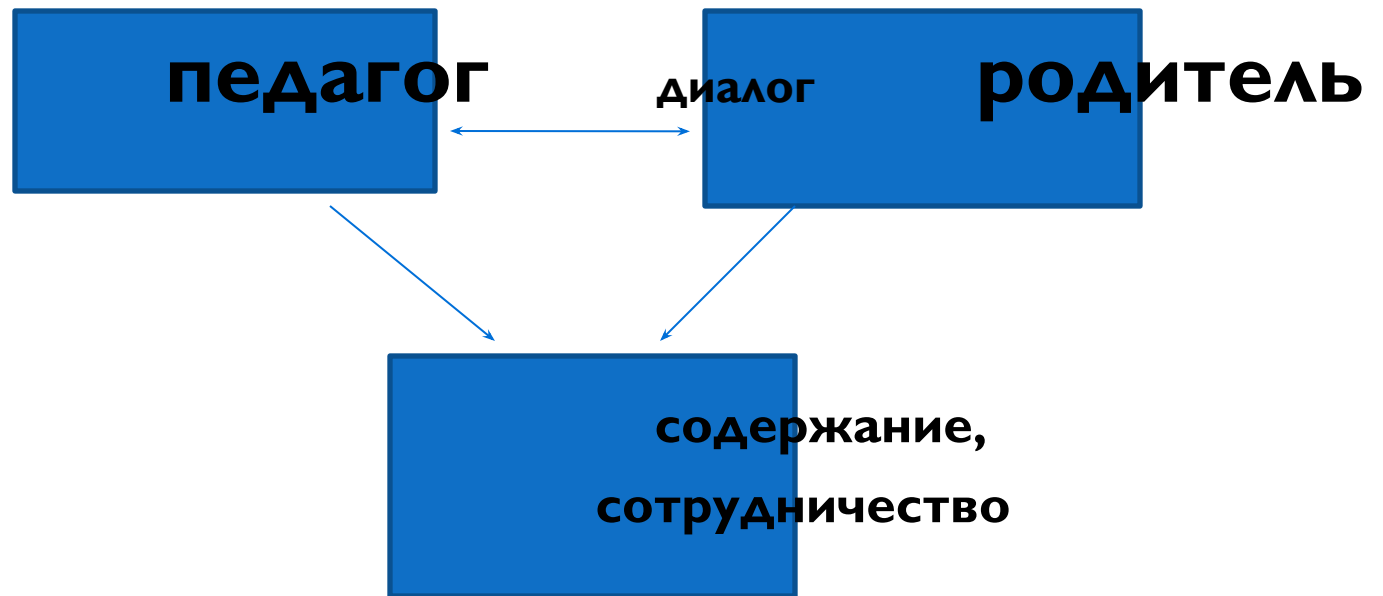 педагог диалог родитель
содержание,
сотрудничество